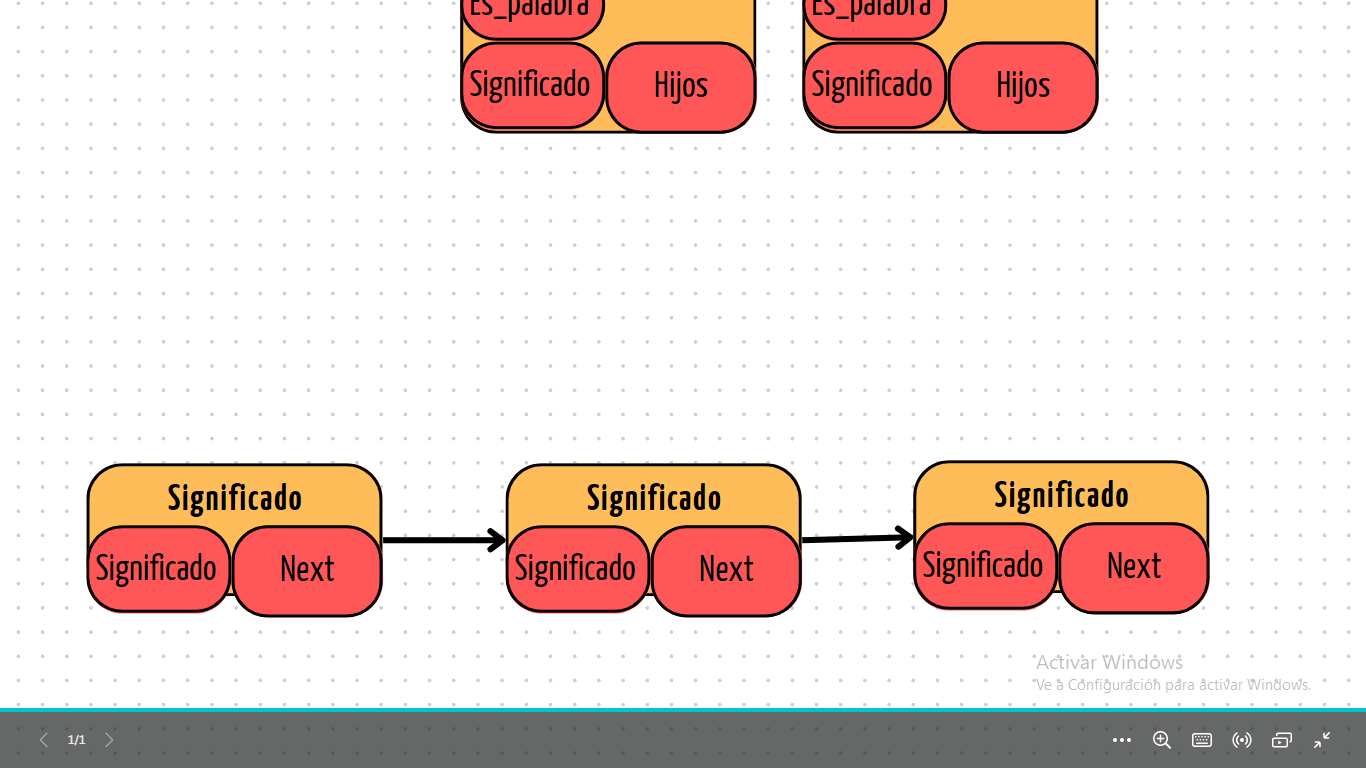 Es_palabra Es_palabra
Significado Hijos Significado Hijos
Significado Significado Significado
Significado Next Significado Next Significado Next
Activar Windows
Ve a Configuración para activar Windows.
1/1